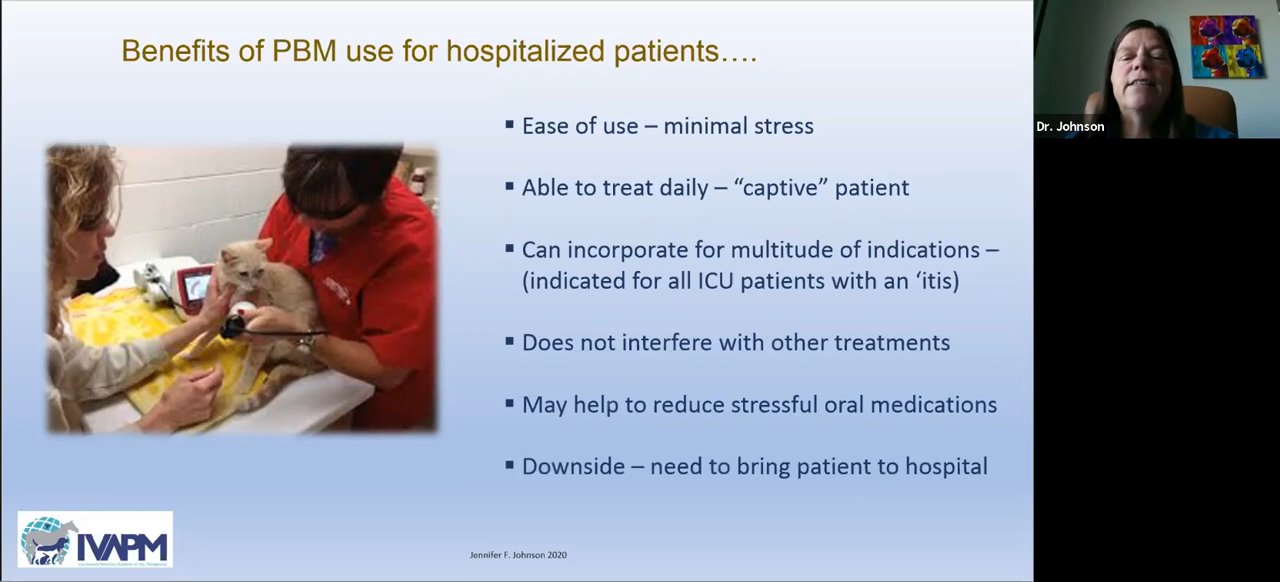 Benefits of PBM use for hospitalized patients….
Dr. Johnson
▪ Ease of use – minimal stress
▪ Able to treat daily – “captive” patient
▪ Can incorporate for multitude of indications –
(indicated for all ICU patients with an ‘itis)
▪ Does not interfere with other treatments
▪ May help to reduce stressful oral medications
▪ Downside – need to bring patient to hospital
IVAPM
Jennifer F. Johnson 2020